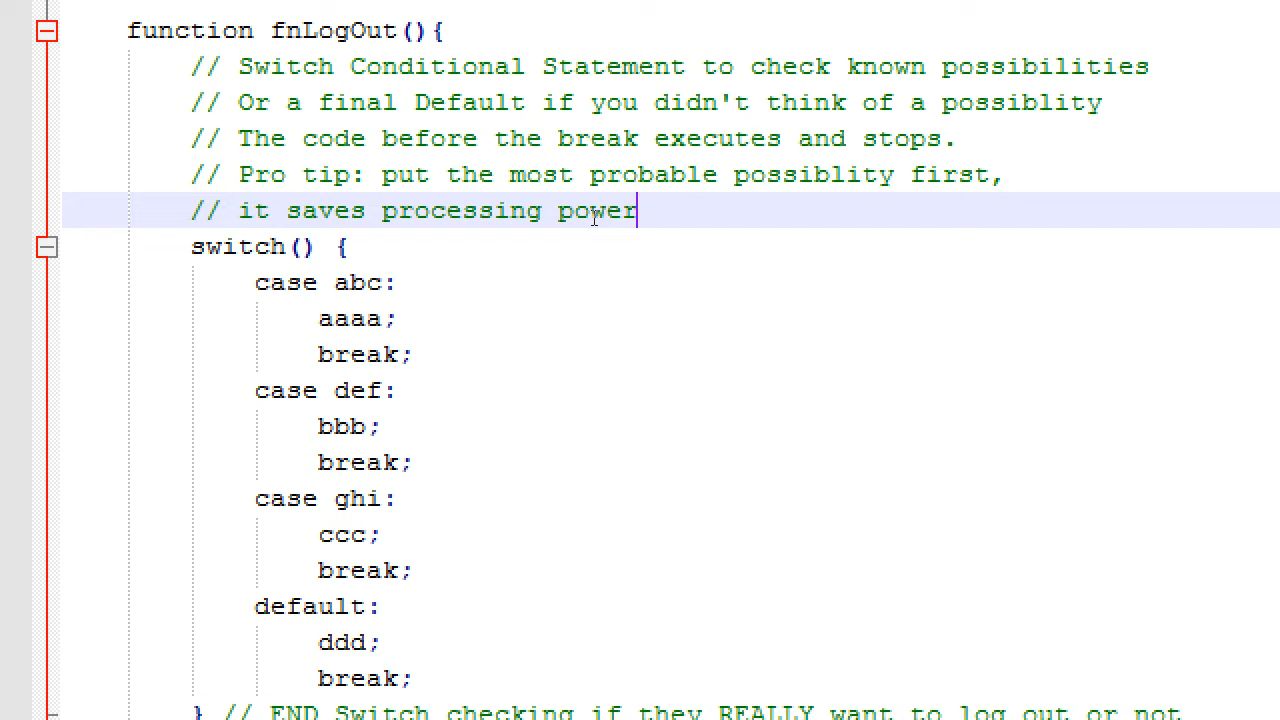 function fnLogOut(){
// Switch Conditional Statement to check known possibilities
// Or a final Default if you didn't think of a possiblity
// The code before the break executes and stops.
// Pro tip: put the most probable possiblity first,
// it saves processing power
switch() {
case abc:
aaaa;
break;
case def:
bbb;
break;
case ghi:
ccc;
break;
default:
ddd;
break;
} // END Switch checking if they REALLY want to log out or not